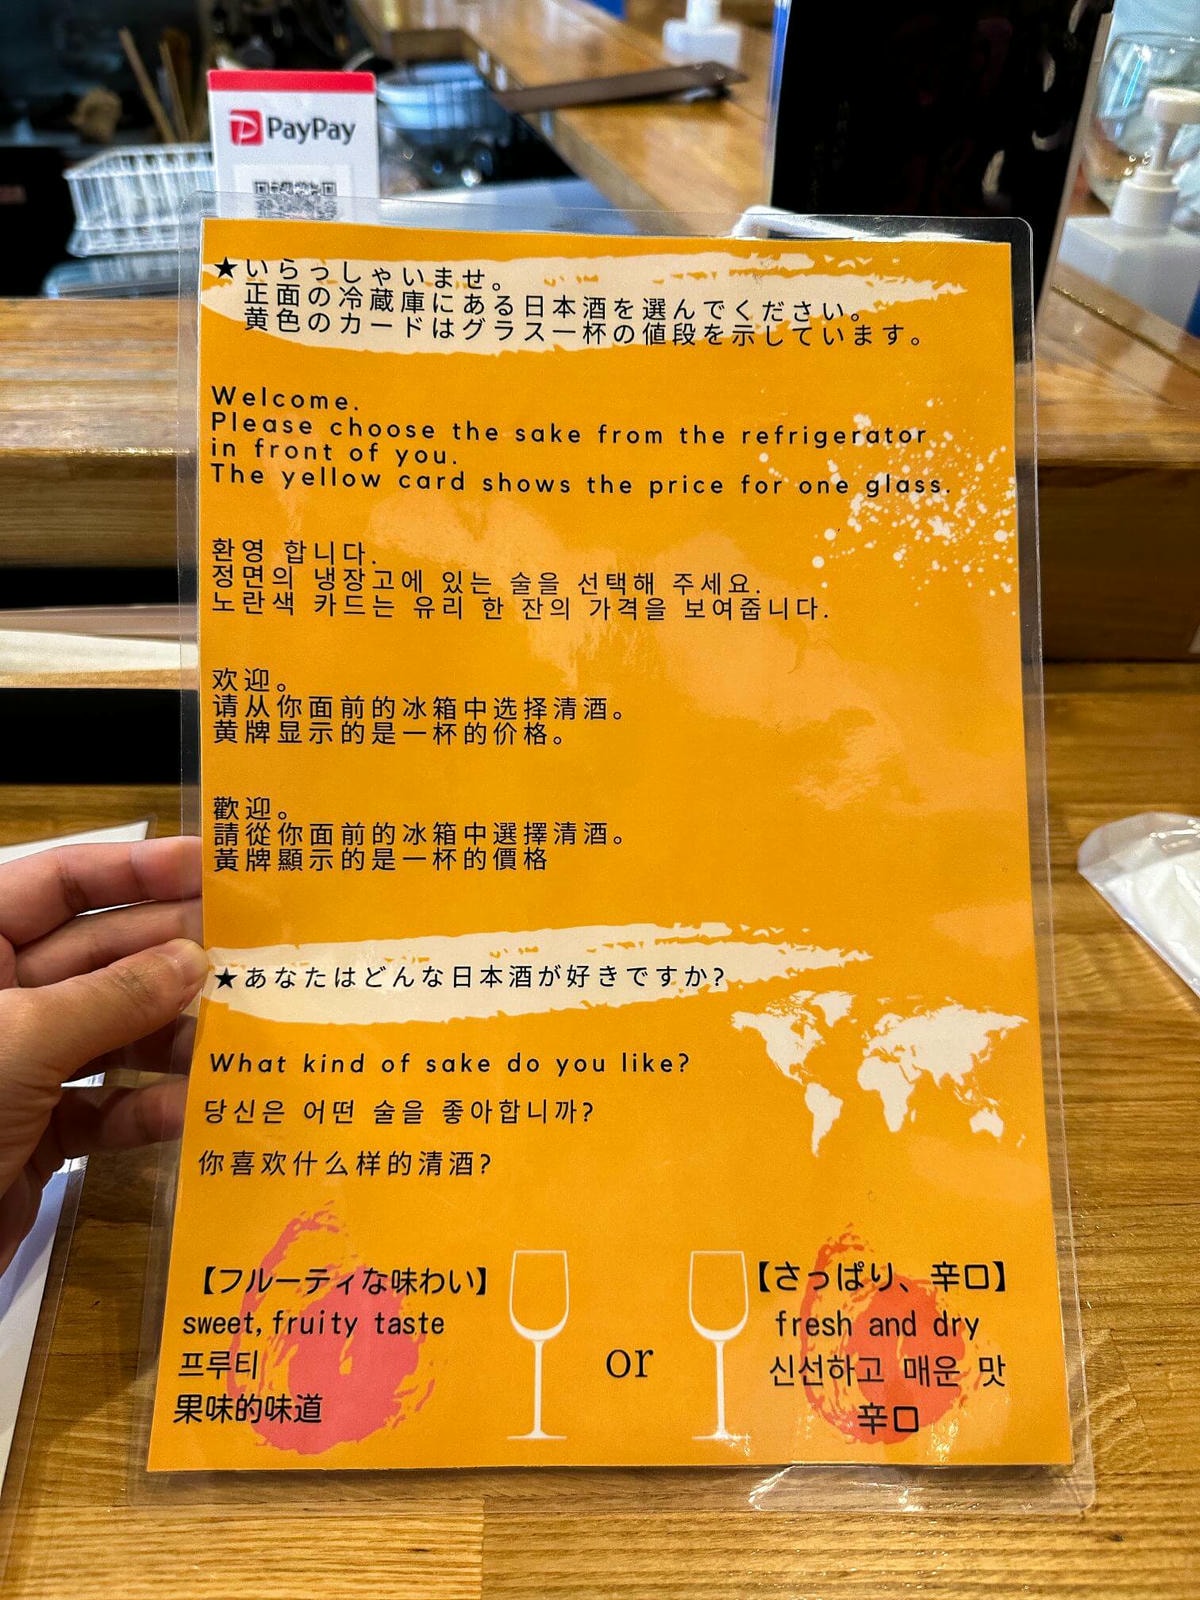 PayPay
★いらっしゃいませ。
正面の冷蔵庫にある日本酒を選んでください。
黄色のカードはグラス一杯の値段を示しています。
Welcome.
Please choose the sake from the refrigerator
in front of you.
The yellow card shows the price for one glass.
환영 합니다.
정면의 냉장고에 있는 술을 선택해 주세요.
노란색 카드는 유리 한 잔의 가격을 보여줍니다.
欢迎。
请从你面前的冰箱中选择清酒。
黄牌显示的是一杯的价格。
歡迎。
請從你面前的冰箱中選擇清酒。
黃牌顯示的是一杯的價格
★あなたはどんな日本酒が好きですか?
What kind of sake do you like?
당신은 어떤 술을 좋아합니까?
你喜欢什么样的清酒?
【フルーティな味わい】
sweet,fruity taste
프루티
果味的味道
or
【さっぱり、辛口】
fresh and dry
신선하고 매운 맛
辛口